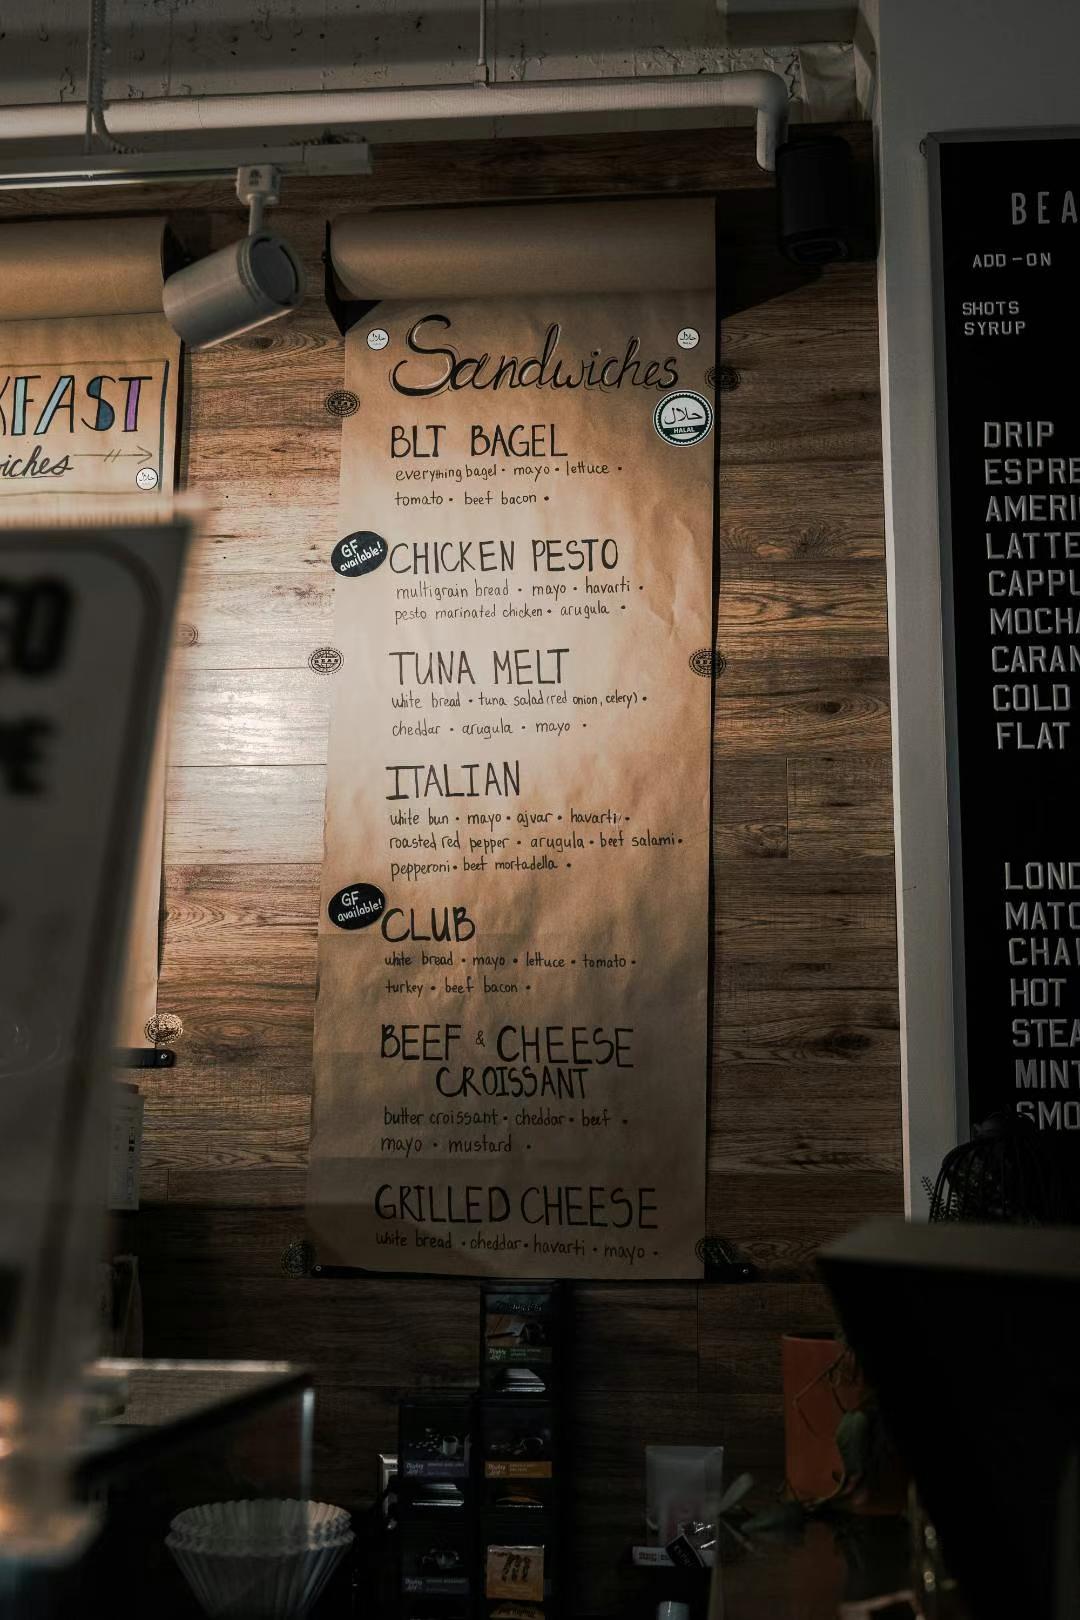 FAST
iches
Sandwiches
حلال
HALAL
BLT BAGEL
everything bagel • mayo • lettuce •
tomato • beef bacon •
GF
available!
CHICKEN PESTO
multigrain bread • mayo • havarti •
pesto marinated chicken • arugula •
TUNA MELT
white bread • tuna salad (red onion, celery) •
cheddar • arugula • mayo •
ITALIAN
white bun • mayo • ajvar • havarti •
roasted red pepper • arugula • beef salami •
pepperoni • beef mortadella •
GF
available!
CLUB
white bread • mayo • lettuce • tomato •
turkey • beef bacon •
BEEF & CHEESE
CROISSANT
butter croissant • cheddar • beef •
mayo • mustard •
GRILLED CHEESE
white bread • cheddar • havarti • mayo •
BEA
ADD-ON
SHOTS
SYRUP
DRIP
ESPRE
AMERI
LATTE
CAPPU
MOCHA
CARAM
COLD
FLAT
LOND
MATC
CHAI
HOT
STEA
MINT
SMO